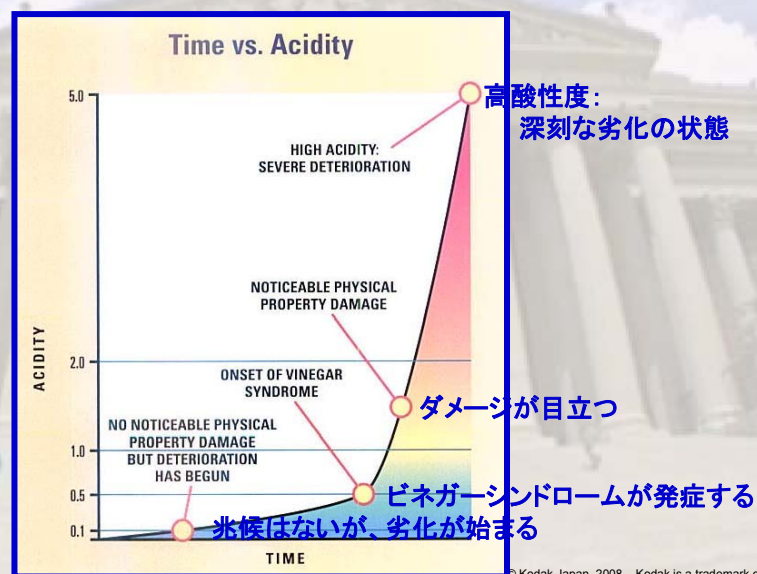 Time vs. Acidity
5.0
高酸性度：
深刻な劣化の状態
HIGH ACIDITY:
SEVERE DETERIORATION
NOTICEABLE PHYSICAL
PROPERTY DAMAGE
ACIDITY
2.0
ONSET OF VINEGAR
SYNDROME
ダメージが目立つ
NO NOTICEABLE PHYSICAL
PROPERTY DAMAGE
BUT DETERIORATION
HAS BEGUN
1.0
0.5
ビネガーシンドロームが発症する
兆候はないが、劣化が始まる
0.1
TIME
© Kodak Japan, 2008 Kodak is a trademark